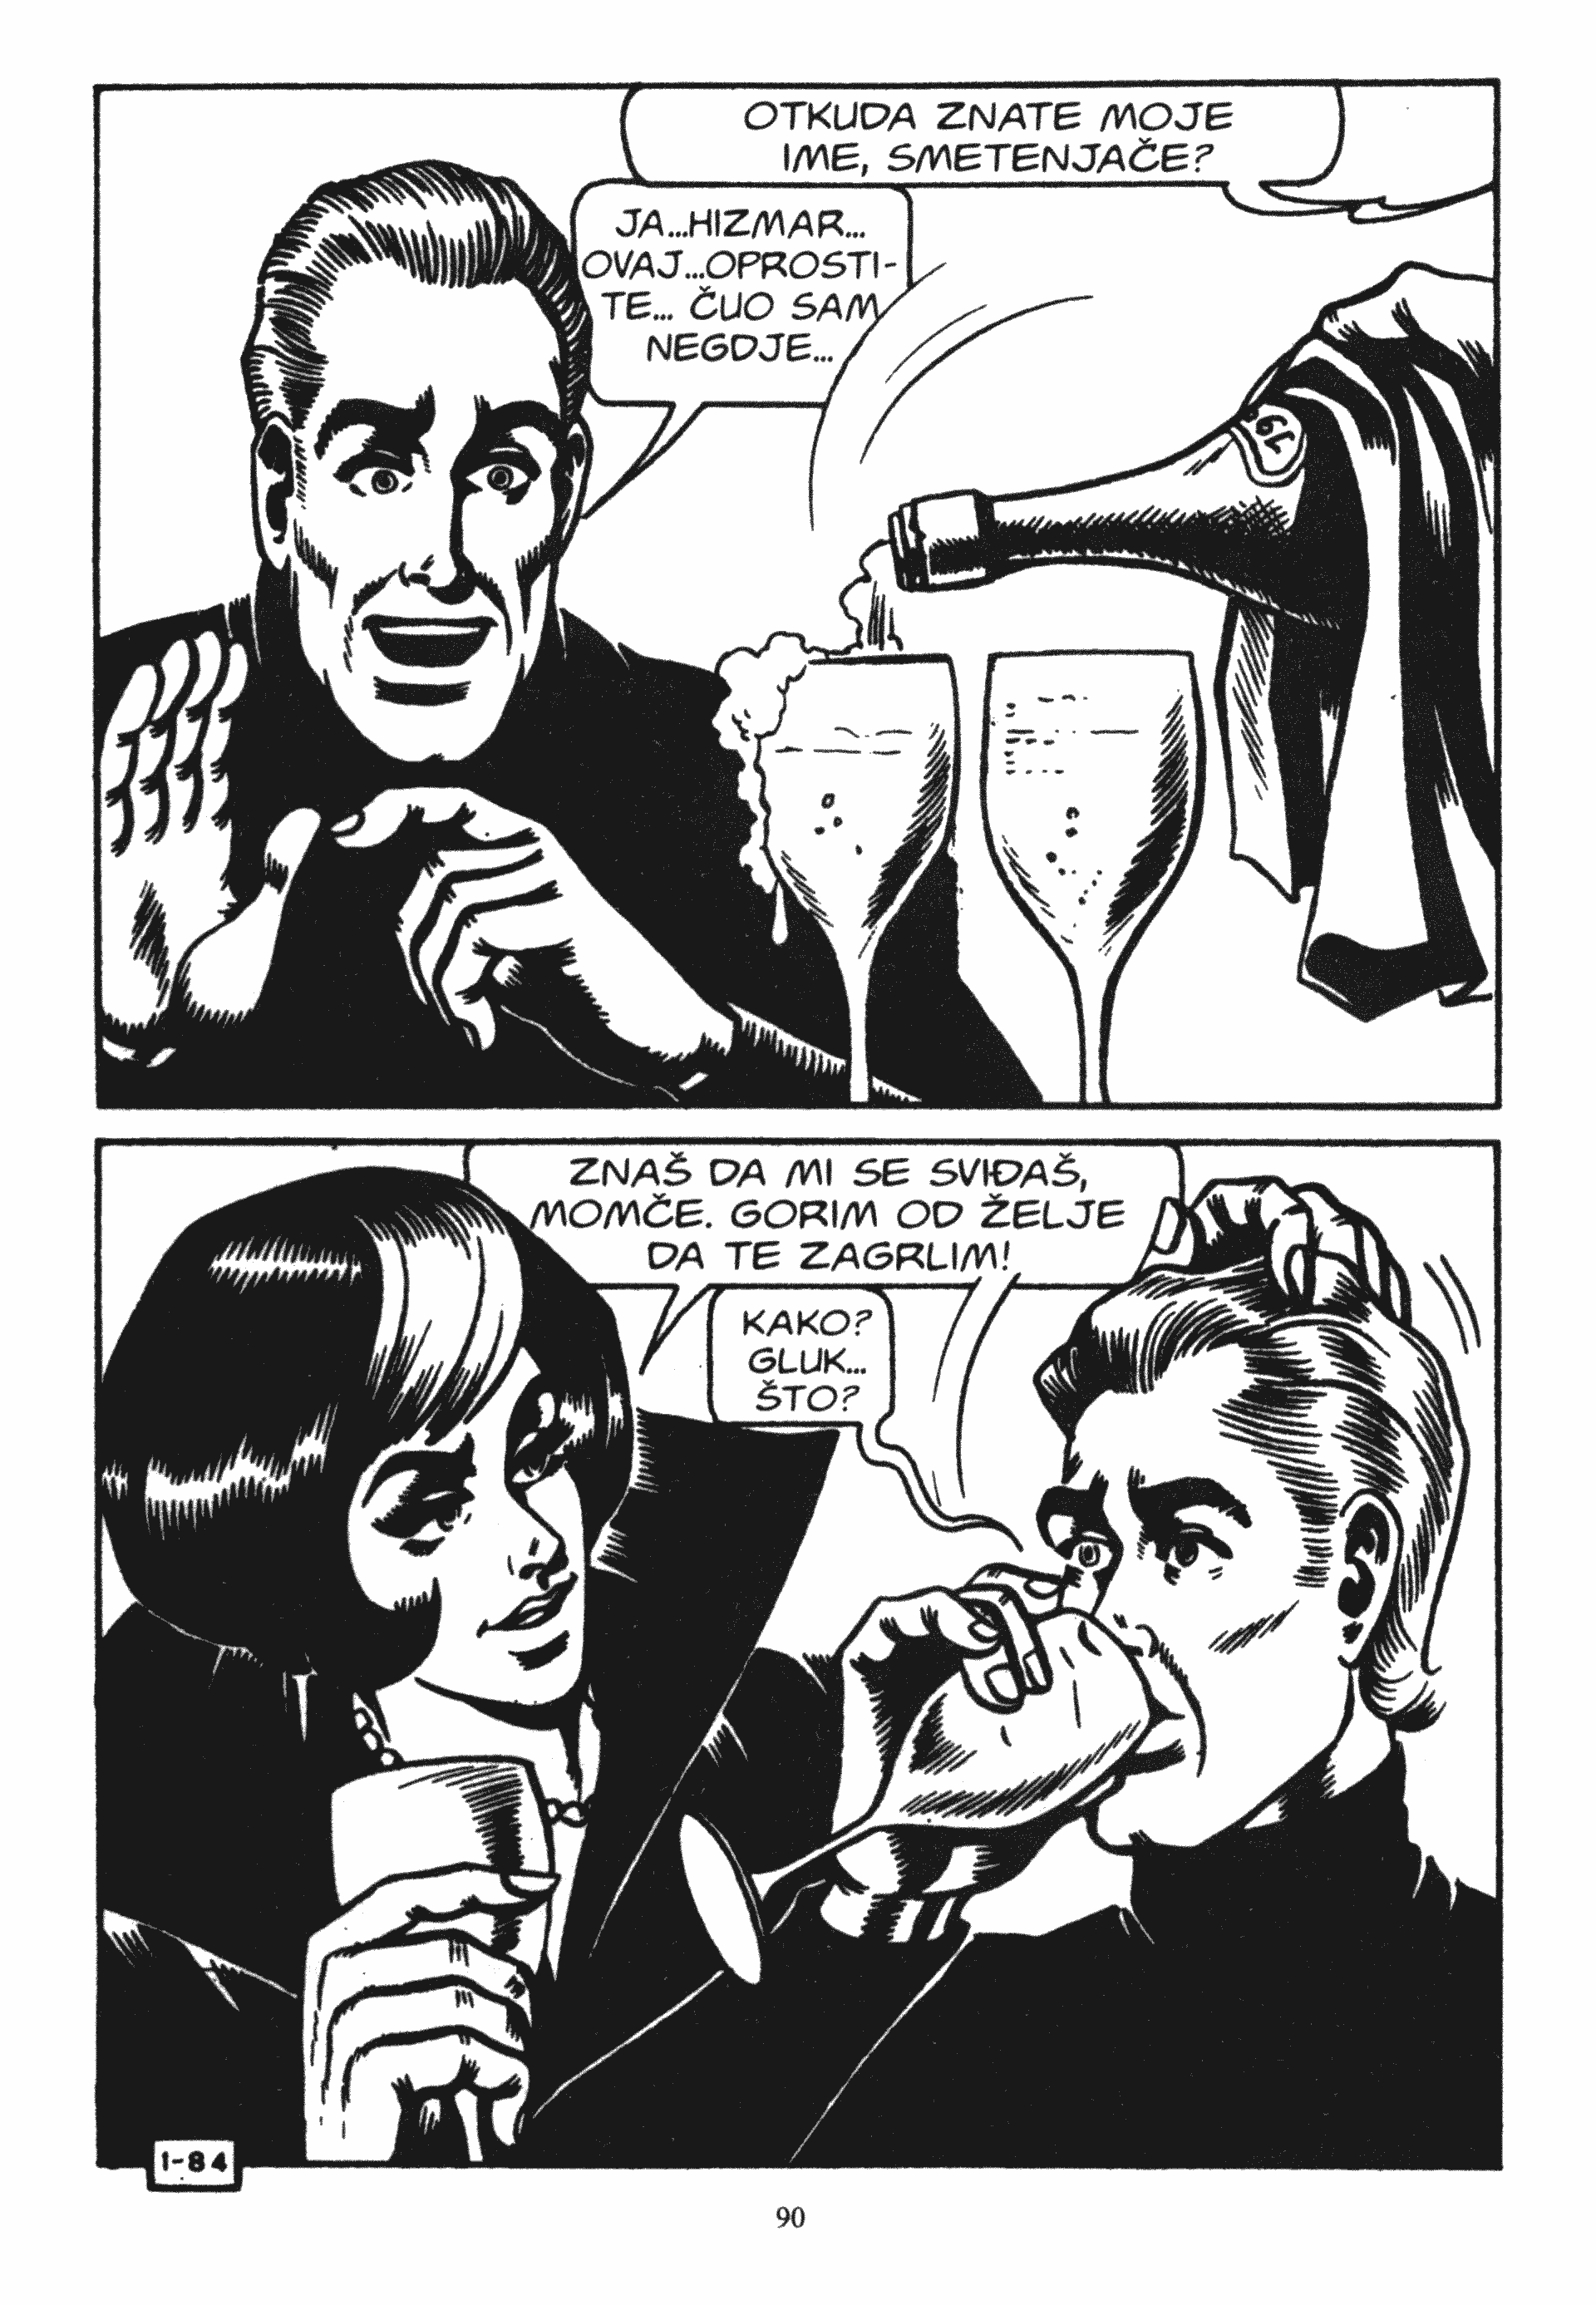 OTKUDA ZNATE MOJE
IME, SMETENJAČE?
JA...HIZMAR...
OVAJ...OPROSTI-
TE... ČUO SAM
NEGDJE...
19
ZNAŠ DA MI SE SVIĐAŠ,
MOMČE. GORIM OD ŽELJE
DA TE ZAGRLIM!
KAKO?
GLUK...
ŠTO?
1-84
90